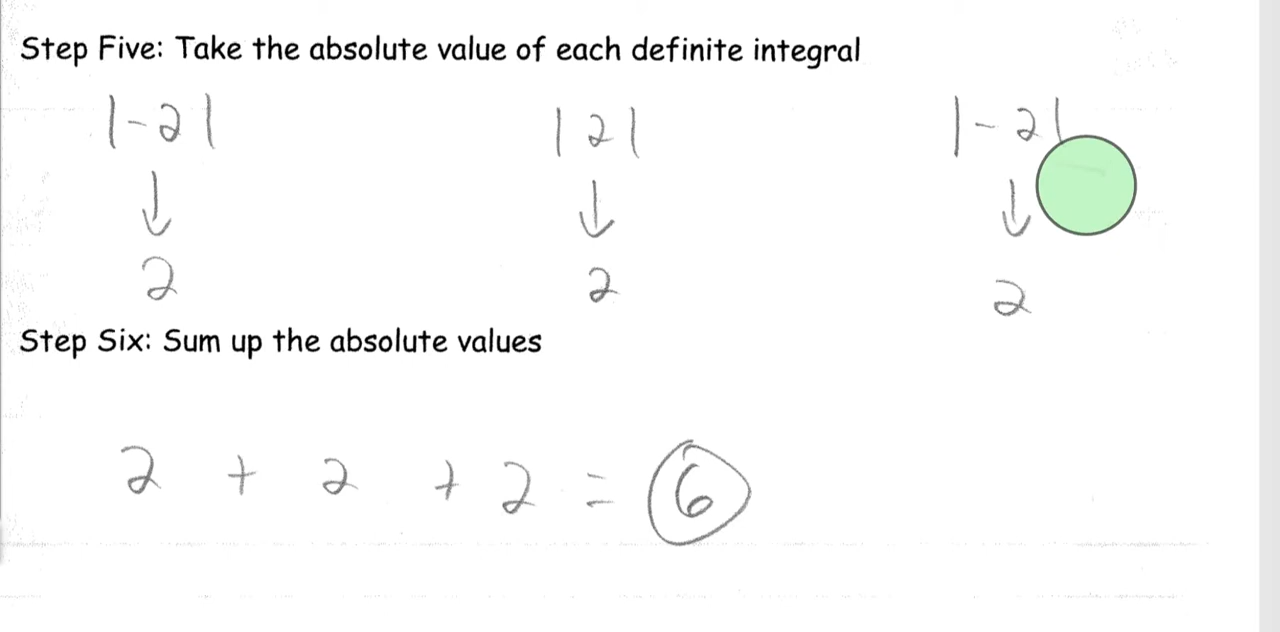 Step Five: Take the absolute value of each definite integral
|-2| |2| |-2|
↓ ↓ ↓
2 2 2
Step Six: Sum up the absolute values
2 + 2 + 2 = 6